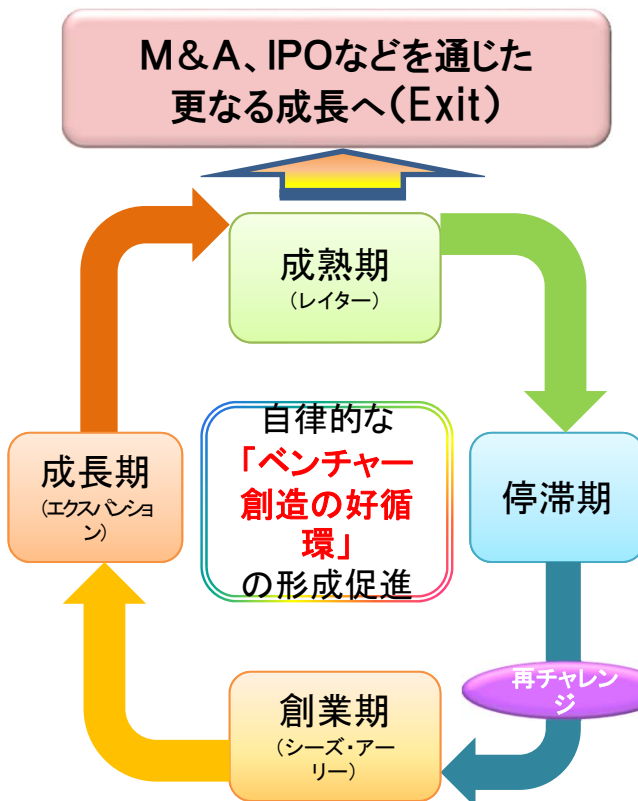 M＆A、IPOなどを通じた
更なる成長へ(Exit)
成熟期
(レイター)
自律的な
「ベンチャー
創造の好循
環」
の形成促進
成長期
(エクスパンショ
ン)
停滞期
再チャレン
ジ
創業期
(シーズ・アー
リー)